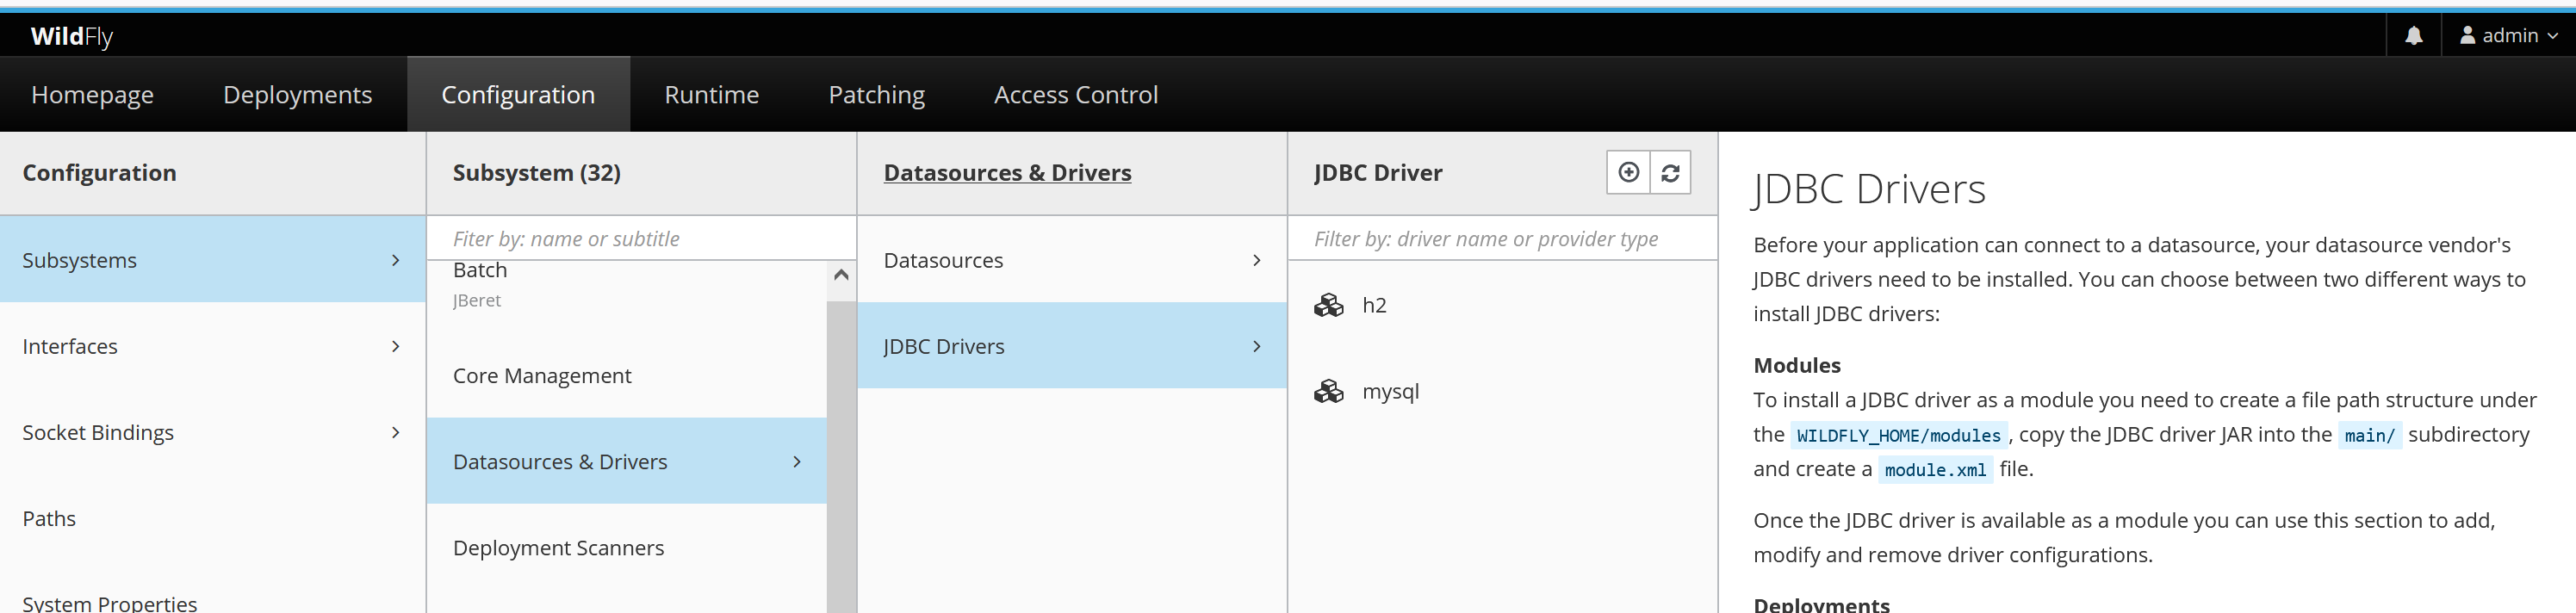 WildFly
admin
Homepage Deployments Configuration Runtime Patching Access Control
Configuration
Subsystems
Interfaces
Socket Bindings
Paths
System Properties
Subsystem (32)
Fiter by: name or subtitle
Batch
JBeret
Core Management
Datasources & Drivers
Deployment Scanners
Datasources & Drivers
Datasources
JDBC Drivers
JDBC Driver
Filter by: driver name or provider type
h2
mysql
JDBC Drivers
Before your application can connect to a datasource, your datasource vendor's
JDBC drivers need to be installed. You can choose between two different ways to
install JDBC drivers:
Modules
To install a JDBC driver as a module you need to create a file path structure under
the WILDFLY_HOME/modules , copy the JDBC driver JAR into the main/ subdirectory
and create a module.xml file.
Once the JDBC driver is available as a module you can use this section to add,
modify and remove driver configurations.
Deployments